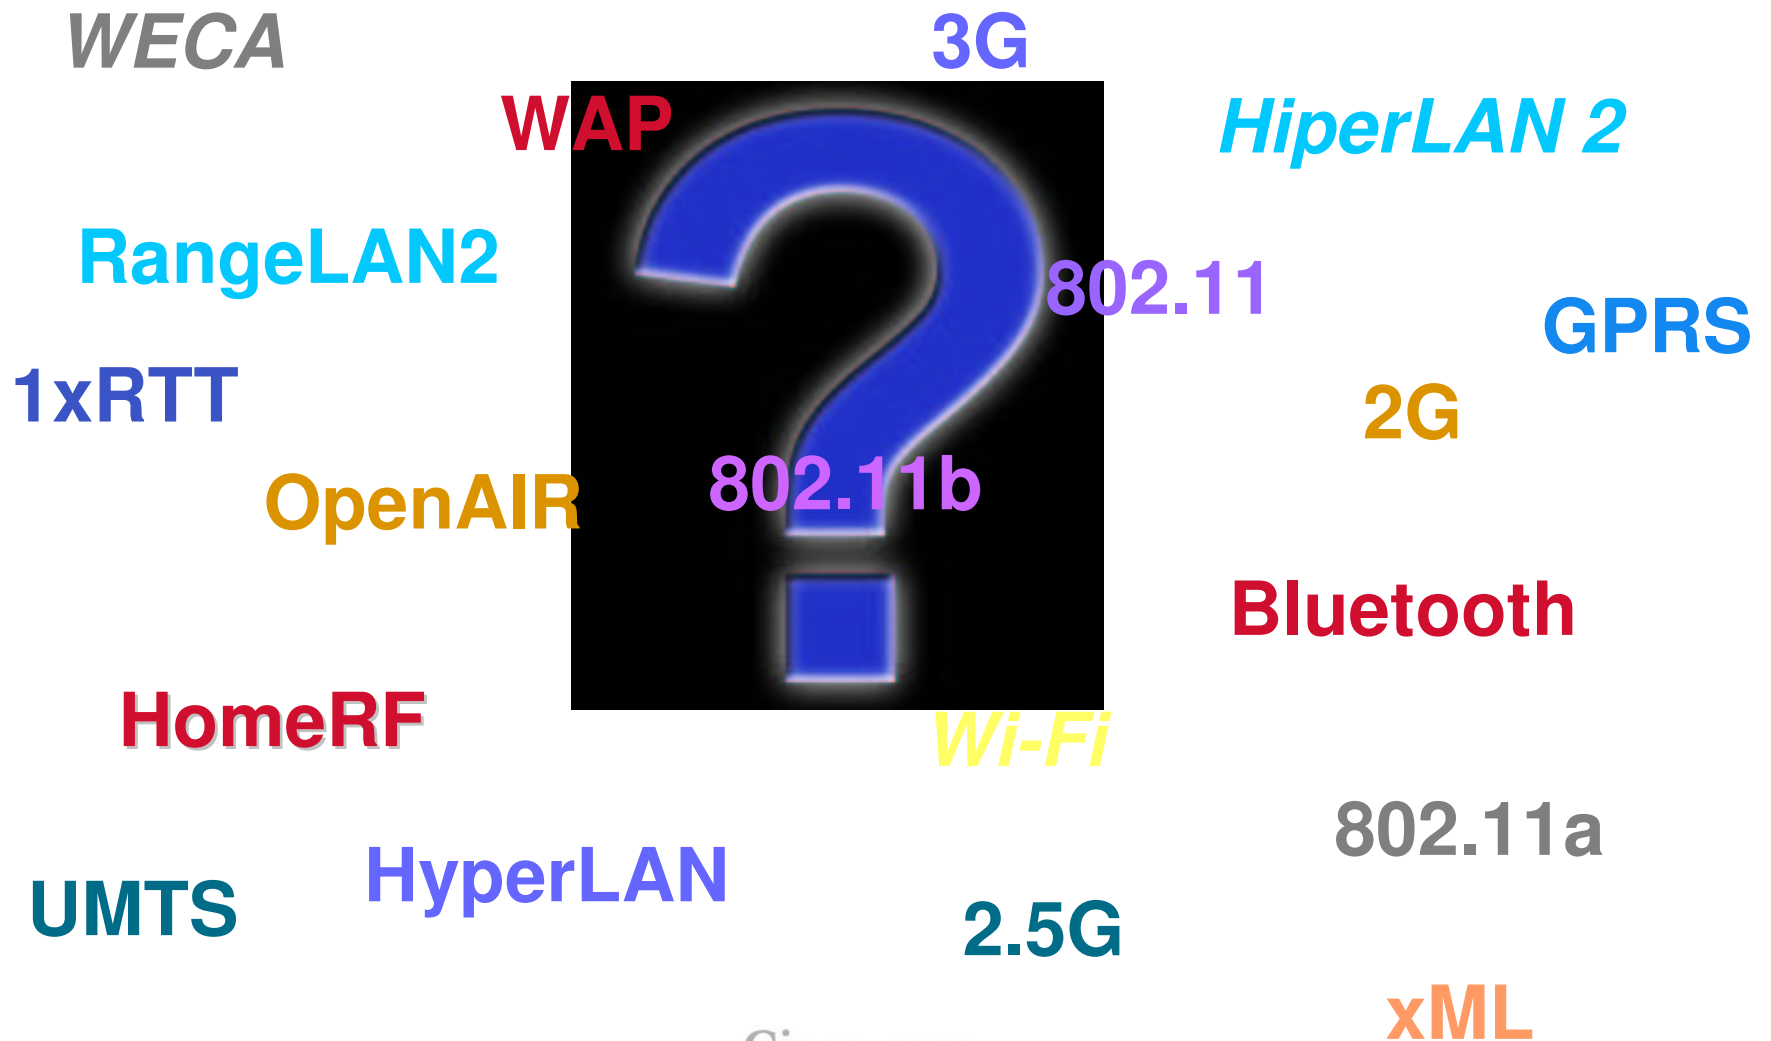 WECA
3G
WAP
HiperLAN 2
RangeLAN2
802.11
GPRS
1xRTT
2G
802.11b
OpenAIR
Bluetooth
HomeRF
Wi-Fi
802.11a
HyperLAN
UMTS
2.5G
xML